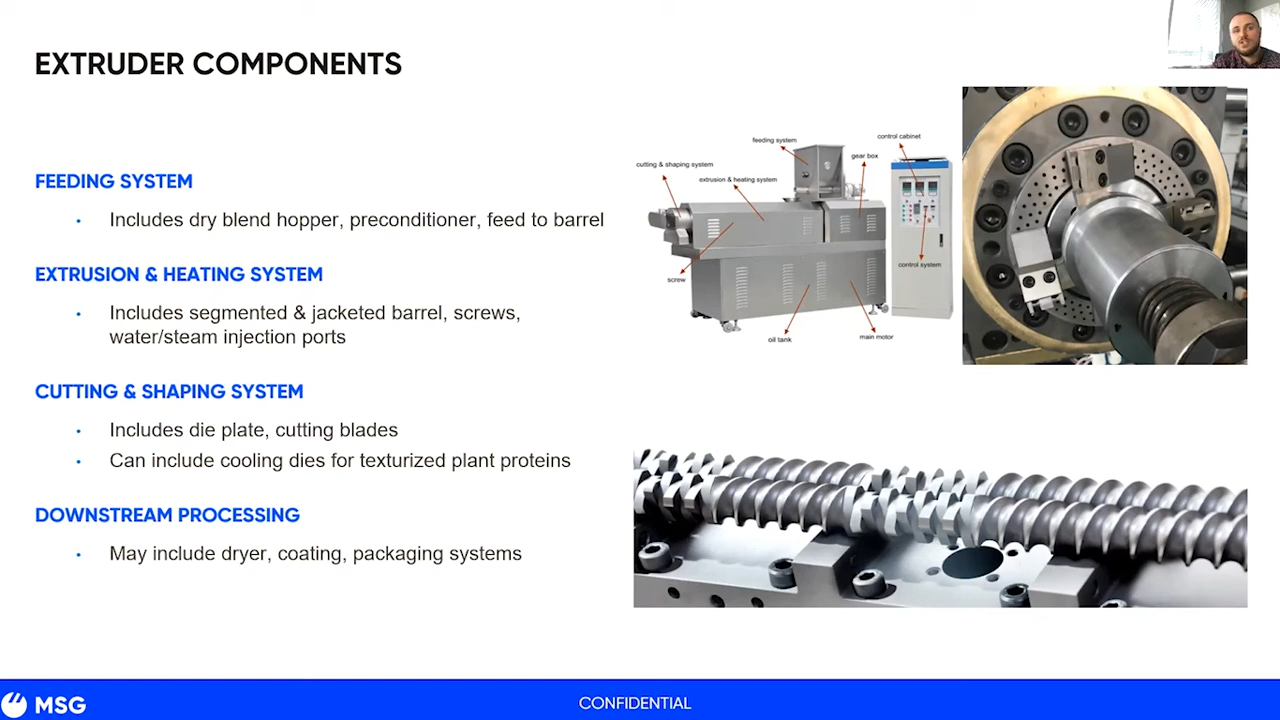 EXTRUDER COMPONENTS
FEEDING SYSTEM
• Includes dry blend hopper, preconditioner, feed to barrel
EXTRUSION & HEATING SYSTEM
• Includes segmented & jacketed barrel, screws,
water/steam injection ports
CUTTING & SHAPING SYSTEM
• Includes die plate, cutting blades
• Can include cooling dies for texturized plant proteins
DOWNSTREAM PROCESSING
• May include dryer, coating, packaging systems
feeding system
control cabinet
gear box
cutting & shaping system
extrusion & heating system
control system
screw
oil tank
main motor
MSG
CONFIDENTIAL